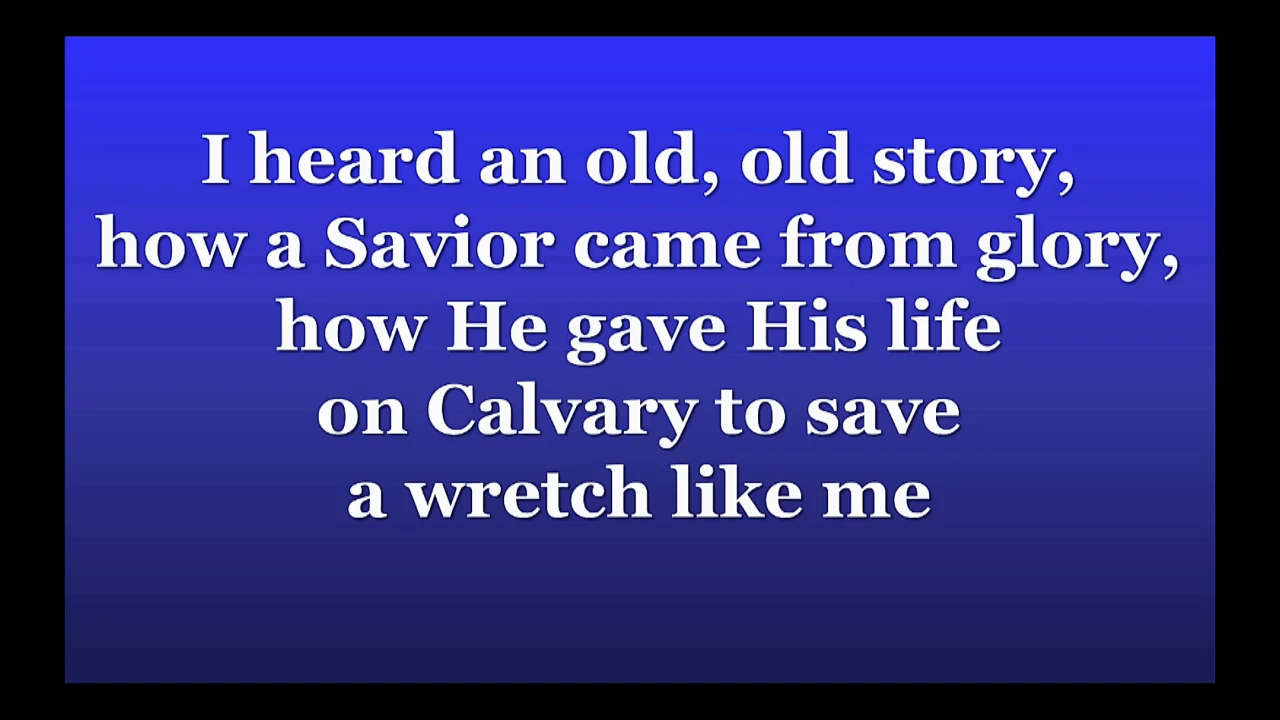 I heard an old, old story,
how a Savior came from glory,
how He gave His life
on Calvary to save
a wretch like me